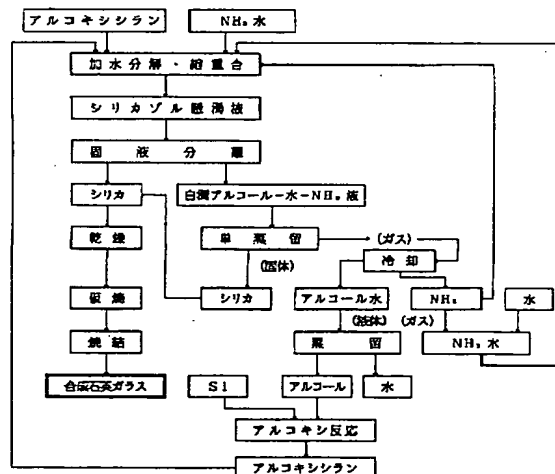 アルコキシシラン
NH₃水
加水分解・縮重合
シリカゾル懸濁液
固液分離
シリカ
白濁アルコール-水-NH₃液
乾燥
単蒸留
(ガス)
冷却
(固体)
仮焼
シリカ
アルコール水
NH₃
水
(液体)
(ガス)
焼結
蒸留
NH₃水
合成石英ガラス
Si
アルコール
水
アルコキシ反応
アルコキシシラン